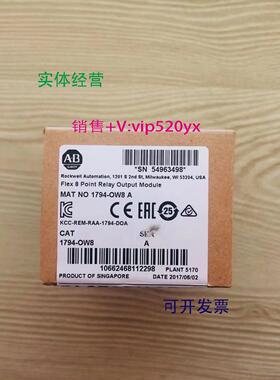 实体经营
销售+V:vip520yx
AB
*SN 54963498*
Rockwell Automation, 1201 S 2nd St, Milwaukee, WI 53204, USA
Flex 8 Point Relay Output Module
MAT NO 1794-OW8 A
KCC-REM-RAA-1794-DOA
CAT
1794-OW8
A
10662468112298
PLANT 5170
PRODUCT OF SINGAPORE
DATE 2017/06/02
可开发票